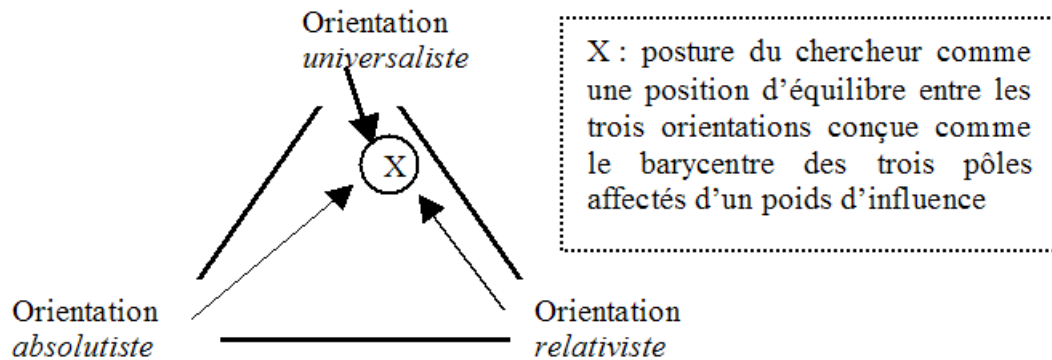 Orientation
universaliste
X : posture du chercheur comme
une position d’équilibre entre les
trois orientations conçue comme
le barycentre des trois pôles
affectés d’un poids d’influence
X
Orientation
absolutiste
Orientation
relativiste